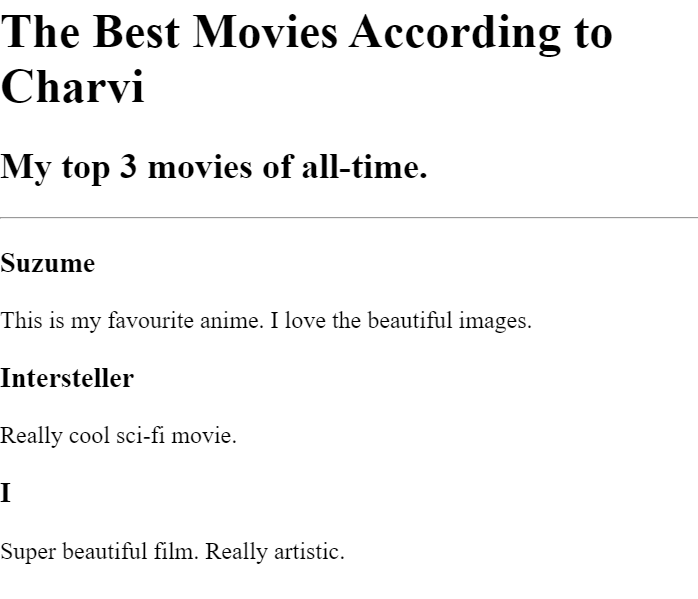 The Best Movies According to
Charvi
My top 3 movies of all-time.
Suzume
This is my favourite anime. I love the beautiful images.
Intersteller
Really cool sci-fi movie.
I
Super beautiful film. Really artistic.